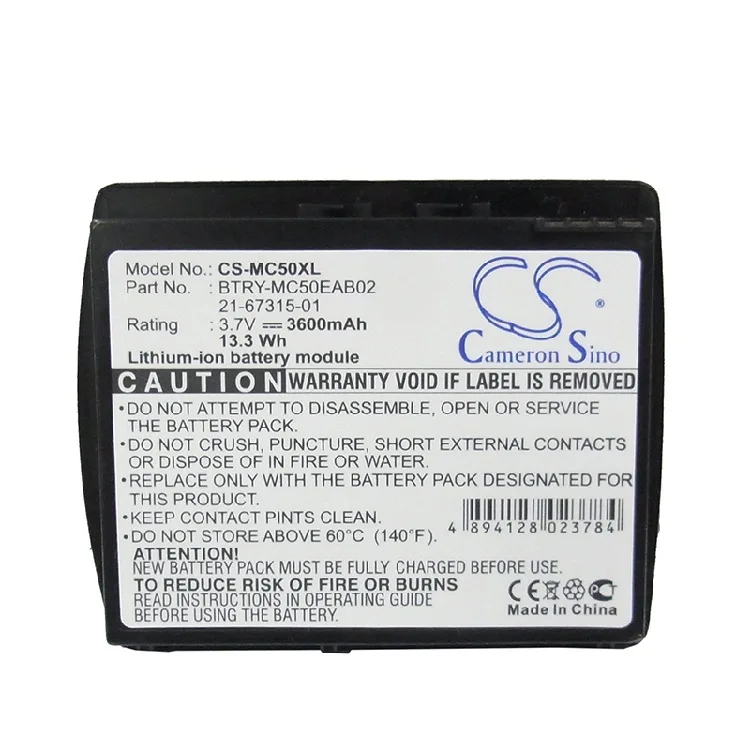 Model No.: CS-MC50XL
Part No. : BTRY-MC50EAB02
21-67315-01
Rating : 3.7V ⎓ 3600mAh
13.3 Wh
Lithium-ion battery module
CS
Cameron Sino
CAUTION WARRANTY VOID IF LABEL IS REMOVED
•DO NOT ATTEMPT TO DISASSEMBLE, OPEN OR SERVICE
THE BATTERY PACK.
•DO NOT CRUSH, PUNCTURE, SHORT EXTERNAL CONTACTS
OR DISPOSE OF IN FIRE OR WATER.
•REPLACE ONLY WITH THE BATTERY PACK DESIGNATED FOR
THIS PRODUCT.
•KEEP CONTACT PINTS CLEAN.
•DO NOT STORE ABOVE 60°C (140°F).
4 894128 023784
ATTENTION!
NEW BATTERY PACK MUST BE FULLY CHARGED BEFORE USE.
TO REDUCE RISK OF FIRE OR BURNS
READ INSTRUCTIONS IN OPERATING GUIDE
BEFORE USE.
CE
Made In China